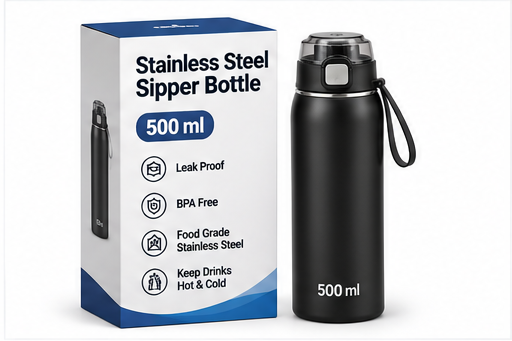 Stainless Steel
Sipper Bottle
500 ml
Leak Proof
BPA Free
Food Grade
Stainless Steel
Keep Drinks
Hot & Cold
500 ml